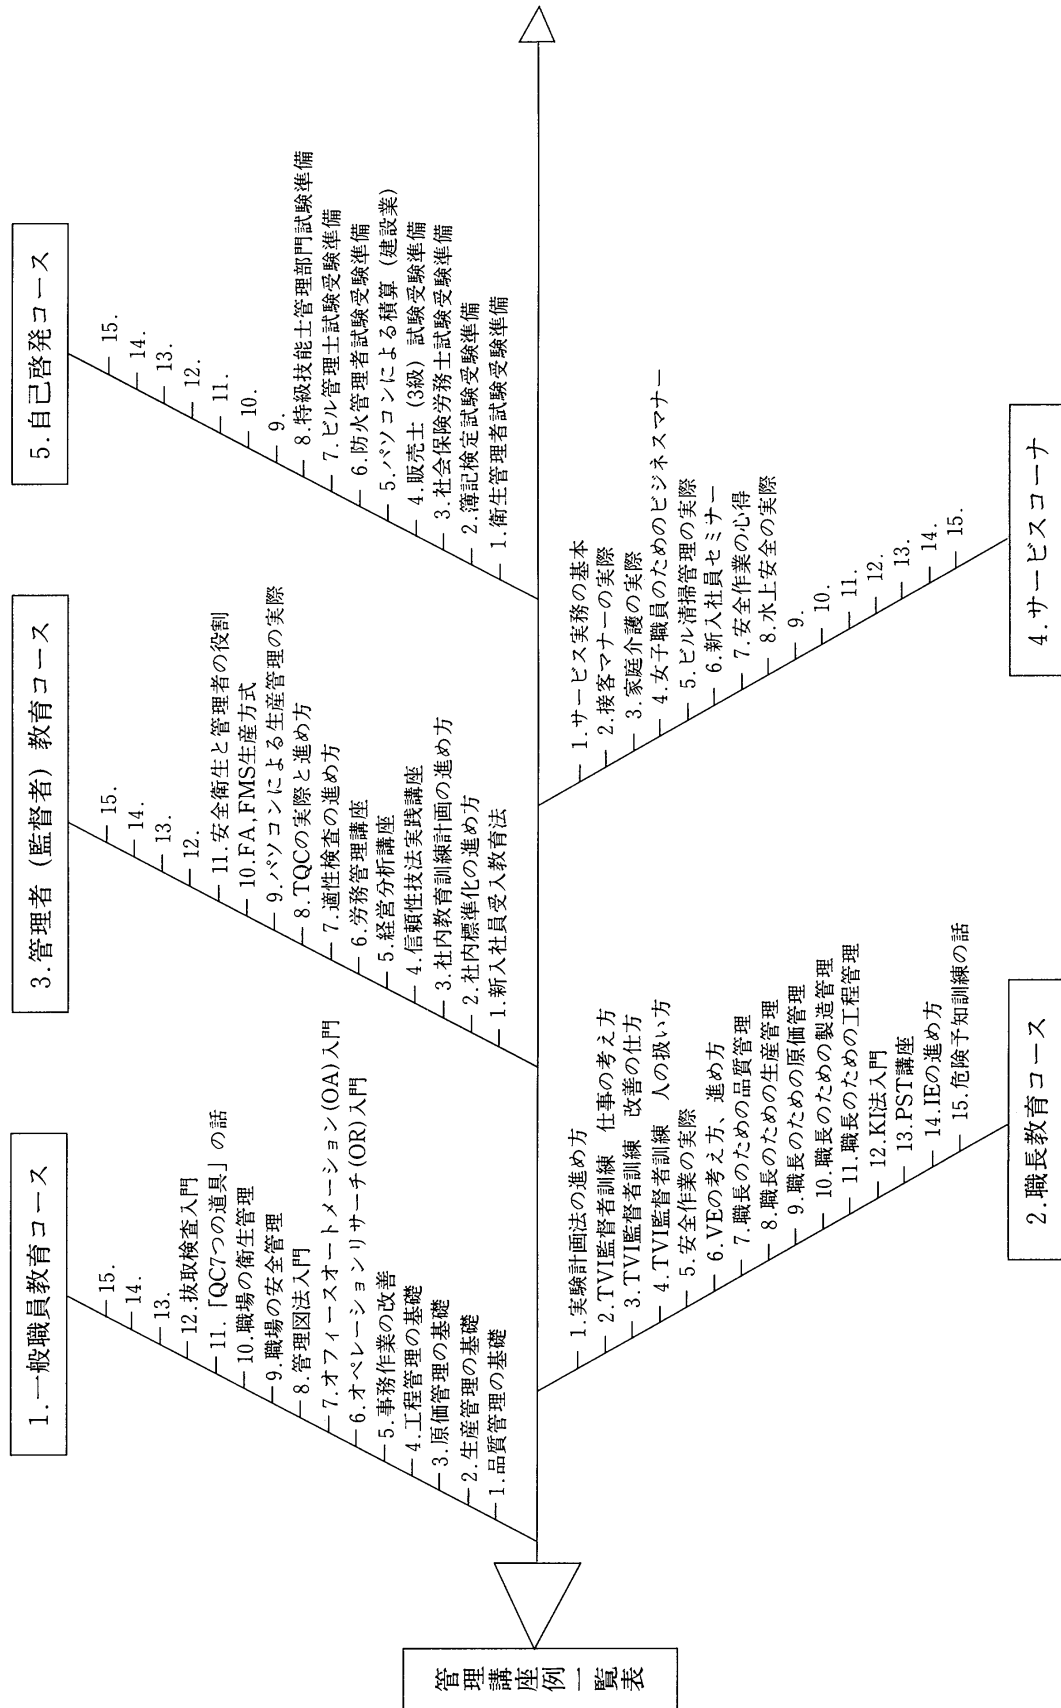 管理講座例一覧表
1.一般職員教育コース
15.
14.
13.
12.抜取検査入門
11.「QC7つの道具」の話
10.職場の衛生管理
9.職場の安全管理
8.管理図法入門
7.オフィースオートメーション(OA)入門
6.オペレーションリサーチ(OR)入門
5.事務作業の改善
4.工程管理の基礎
3.原価管理の基礎
2.生産管理の基礎
1.品質管理の基礎
2.職長教育コース
1.実験計画法の進め方
2.TVI監督者訓練 仕事の考え方
3.TVI監督者訓練 改善の仕方
4.TVI監督者訓練 人の扱い方
5.安全作業の実際
6.VEの考え方、進め方
7.職長のための品質管理
8.職長のための生産管理
9.職長のための原価管理
10.職長のための製造管理
11.職長のための工程管理
12.KI法入門
13.PST講座
14.IEの進め方
15.危険予知訓練の話
3.管理者(監督者)教育コース
15.
14.
13.
12.
11.安全衛生と管理者の役割
10.FA,FMS生産方式
9.パソコンによる生産管理の実際
8.TQCの実際と進め方
7.適性検査の進め方
6.労務管理講座
5.経営分析講座
4.信頼性技法実践講座
3.社内教育訓練計画の進め方
2.社内標準化の進め方
1.新入社員受入教育法
4.サービスコーナ
1.サービス実務の基本
2.接客マナーの実際
3.家庭介護の実際
4.女子職員のためのビジネスマナー
5.ビル清掃管理の実際
6.新入社員セミナー
7.安全作業の心得
8.水上安全の実際
9.
10.
11.
12.
13.
14.
15.
5.自己啓発コース
15.
14.
13.
12.
11.
10.
9.
8.特級技能士管理部門試験準備
7.ビル管理士試験受験準備
6.防火管理者試験受験準備
5.パソコンによる積算(建設業)
4.販売士(3級)試験受験準備
3.社会保険労務士試験受験準備
2.簿記検定試験受験準備
1.衛生管理者試験受験準備